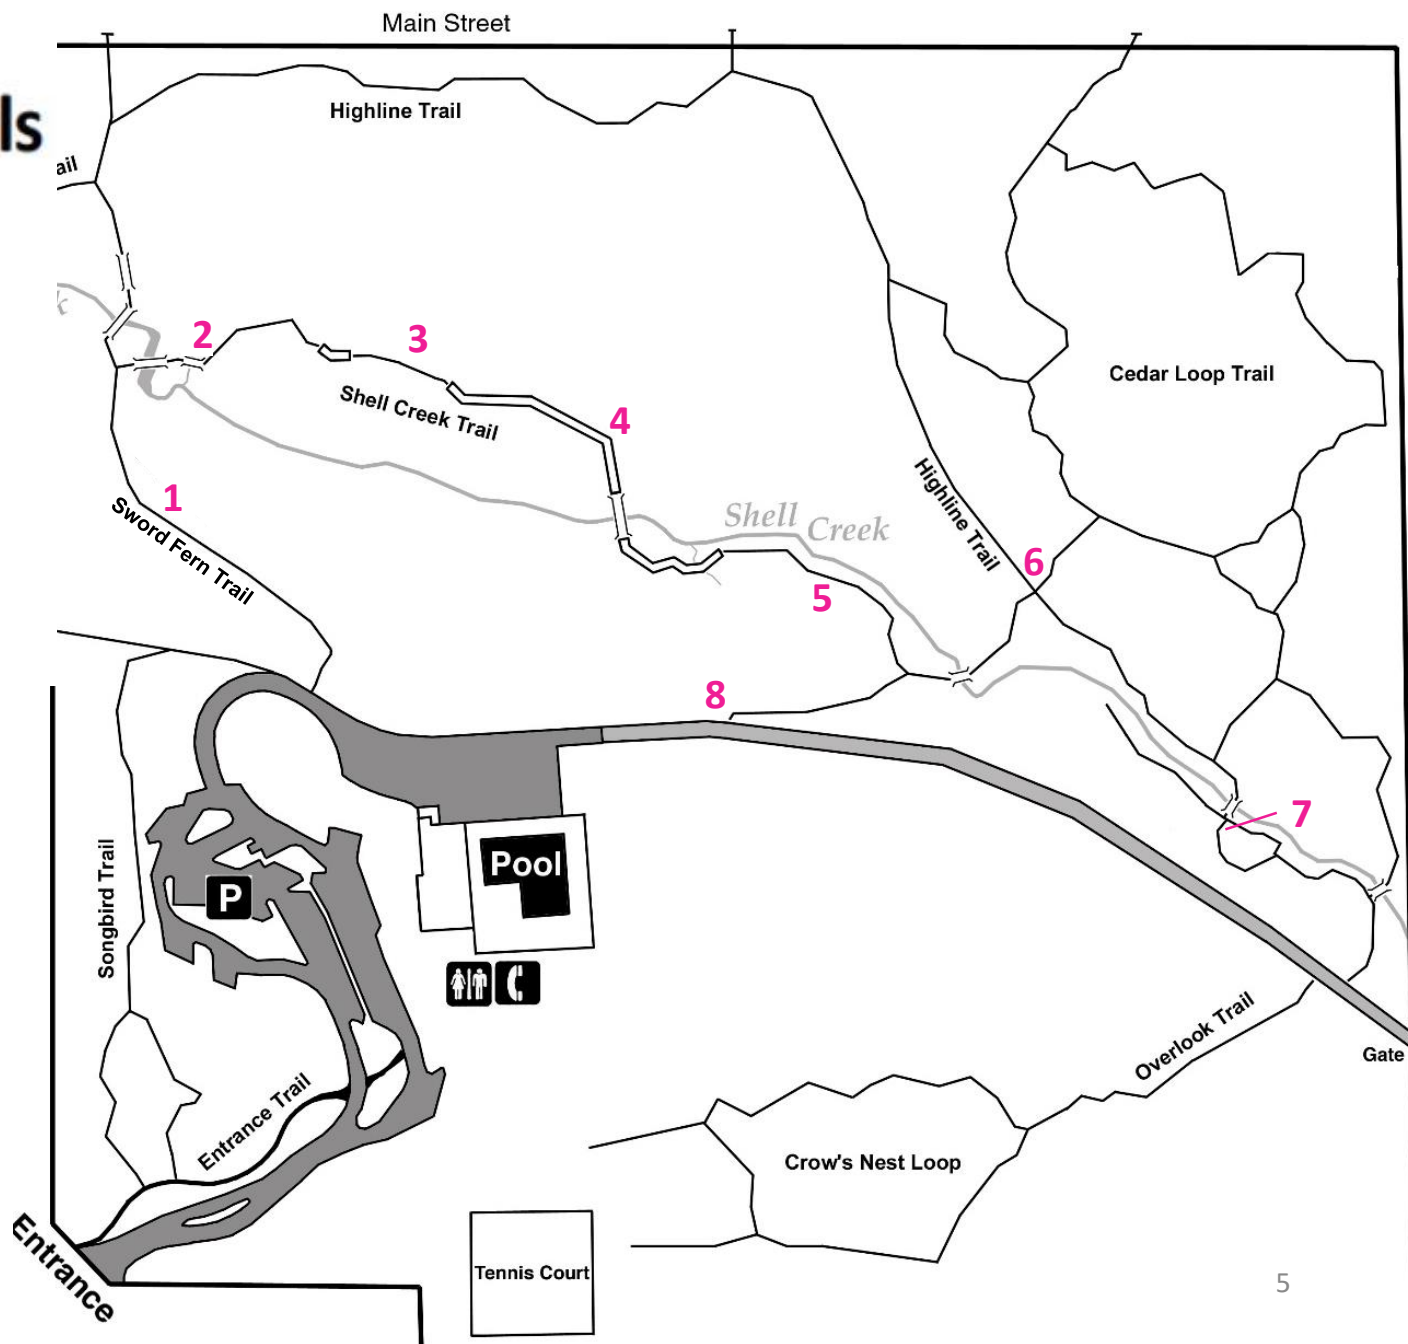 Main Street
ls
Highline Trail
ail
k
2
3
4
Shell Creek Trail
Cedar Loop Trail
1
Sword Fern Trail
Shell Creek
Highline Trail
6
5
8
7
Songbird Trail
P
Pool
Overlook Trail
Gate
Entrance Trail
Crow's Nest Loop
Entrance
Tennis Court
5